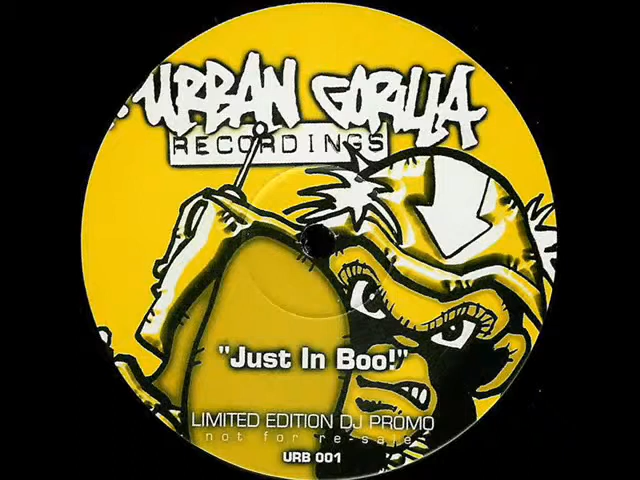 URBAN GORILLA
RECORDINGS
"Just In Boo!"
LIMITED EDITION DJ PROMO
not for re-sale
URB 001